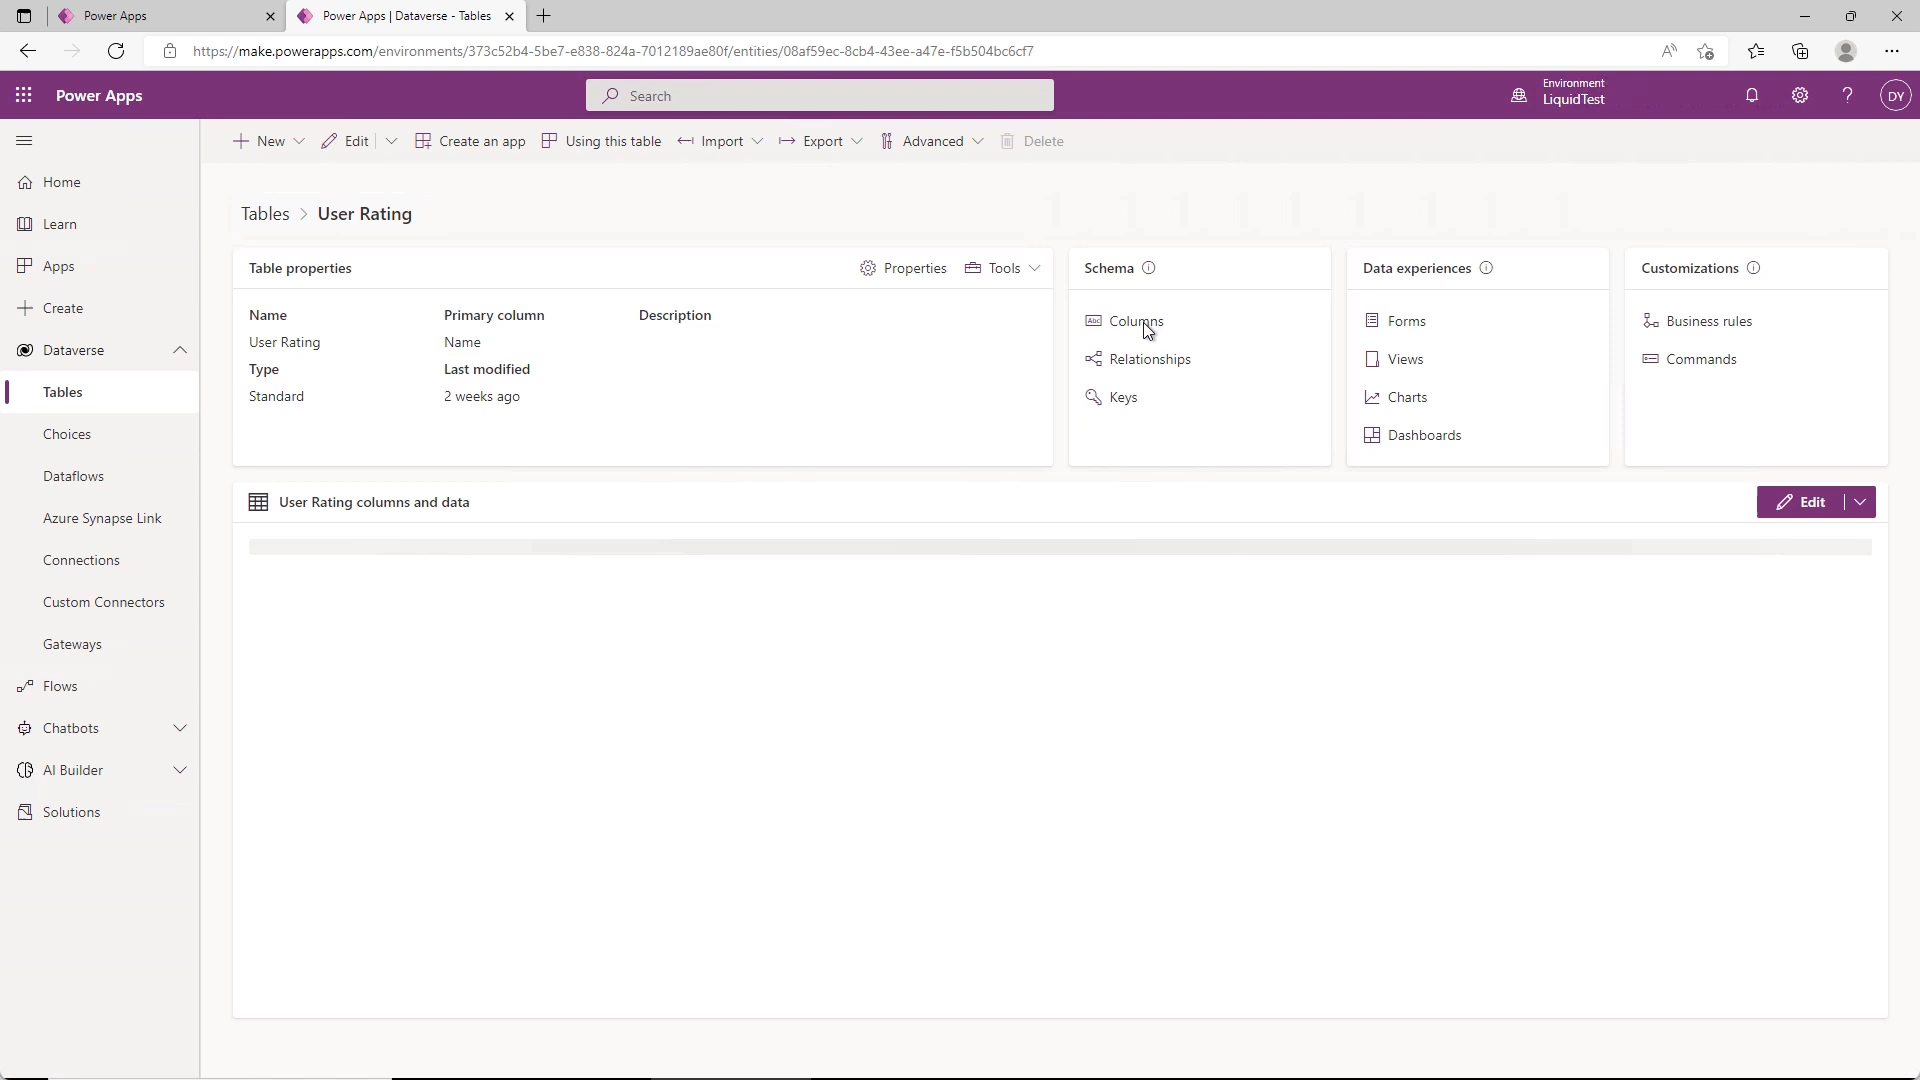 Power Apps
Power Apps | Dataverse - Tables
https://make.powerapps.com/environments/373c52b4-5be7-e838-824a-7012189ae80f/entities/08af59ec-8cb4-43ee-a47e-f5b504bc6cf7
Power Apps
Search
Environment
LiquidTest
DY
New
Edit
Create an app
Using this table
Import
Export
Advanced
Delete
Home
Learn
Apps
Create
Dataverse
Tables
Choices
Dataflows
Azure Synapse Link
Connections
Custom Connectors
Gateways
Flows
Chatbots
AI Builder
Solutions
Tables > User Rating
Table properties
Properties
Tools
Name
Primary column
Description
User Rating
Name
Type
Last modified
Standard
2 weeks ago
Schema
Abc Columns
Relationships
Keys
Data experiences
Forms
Views
Charts
Dashboards
Customizations
Business rules
Commands
User Rating columns and data
Edit